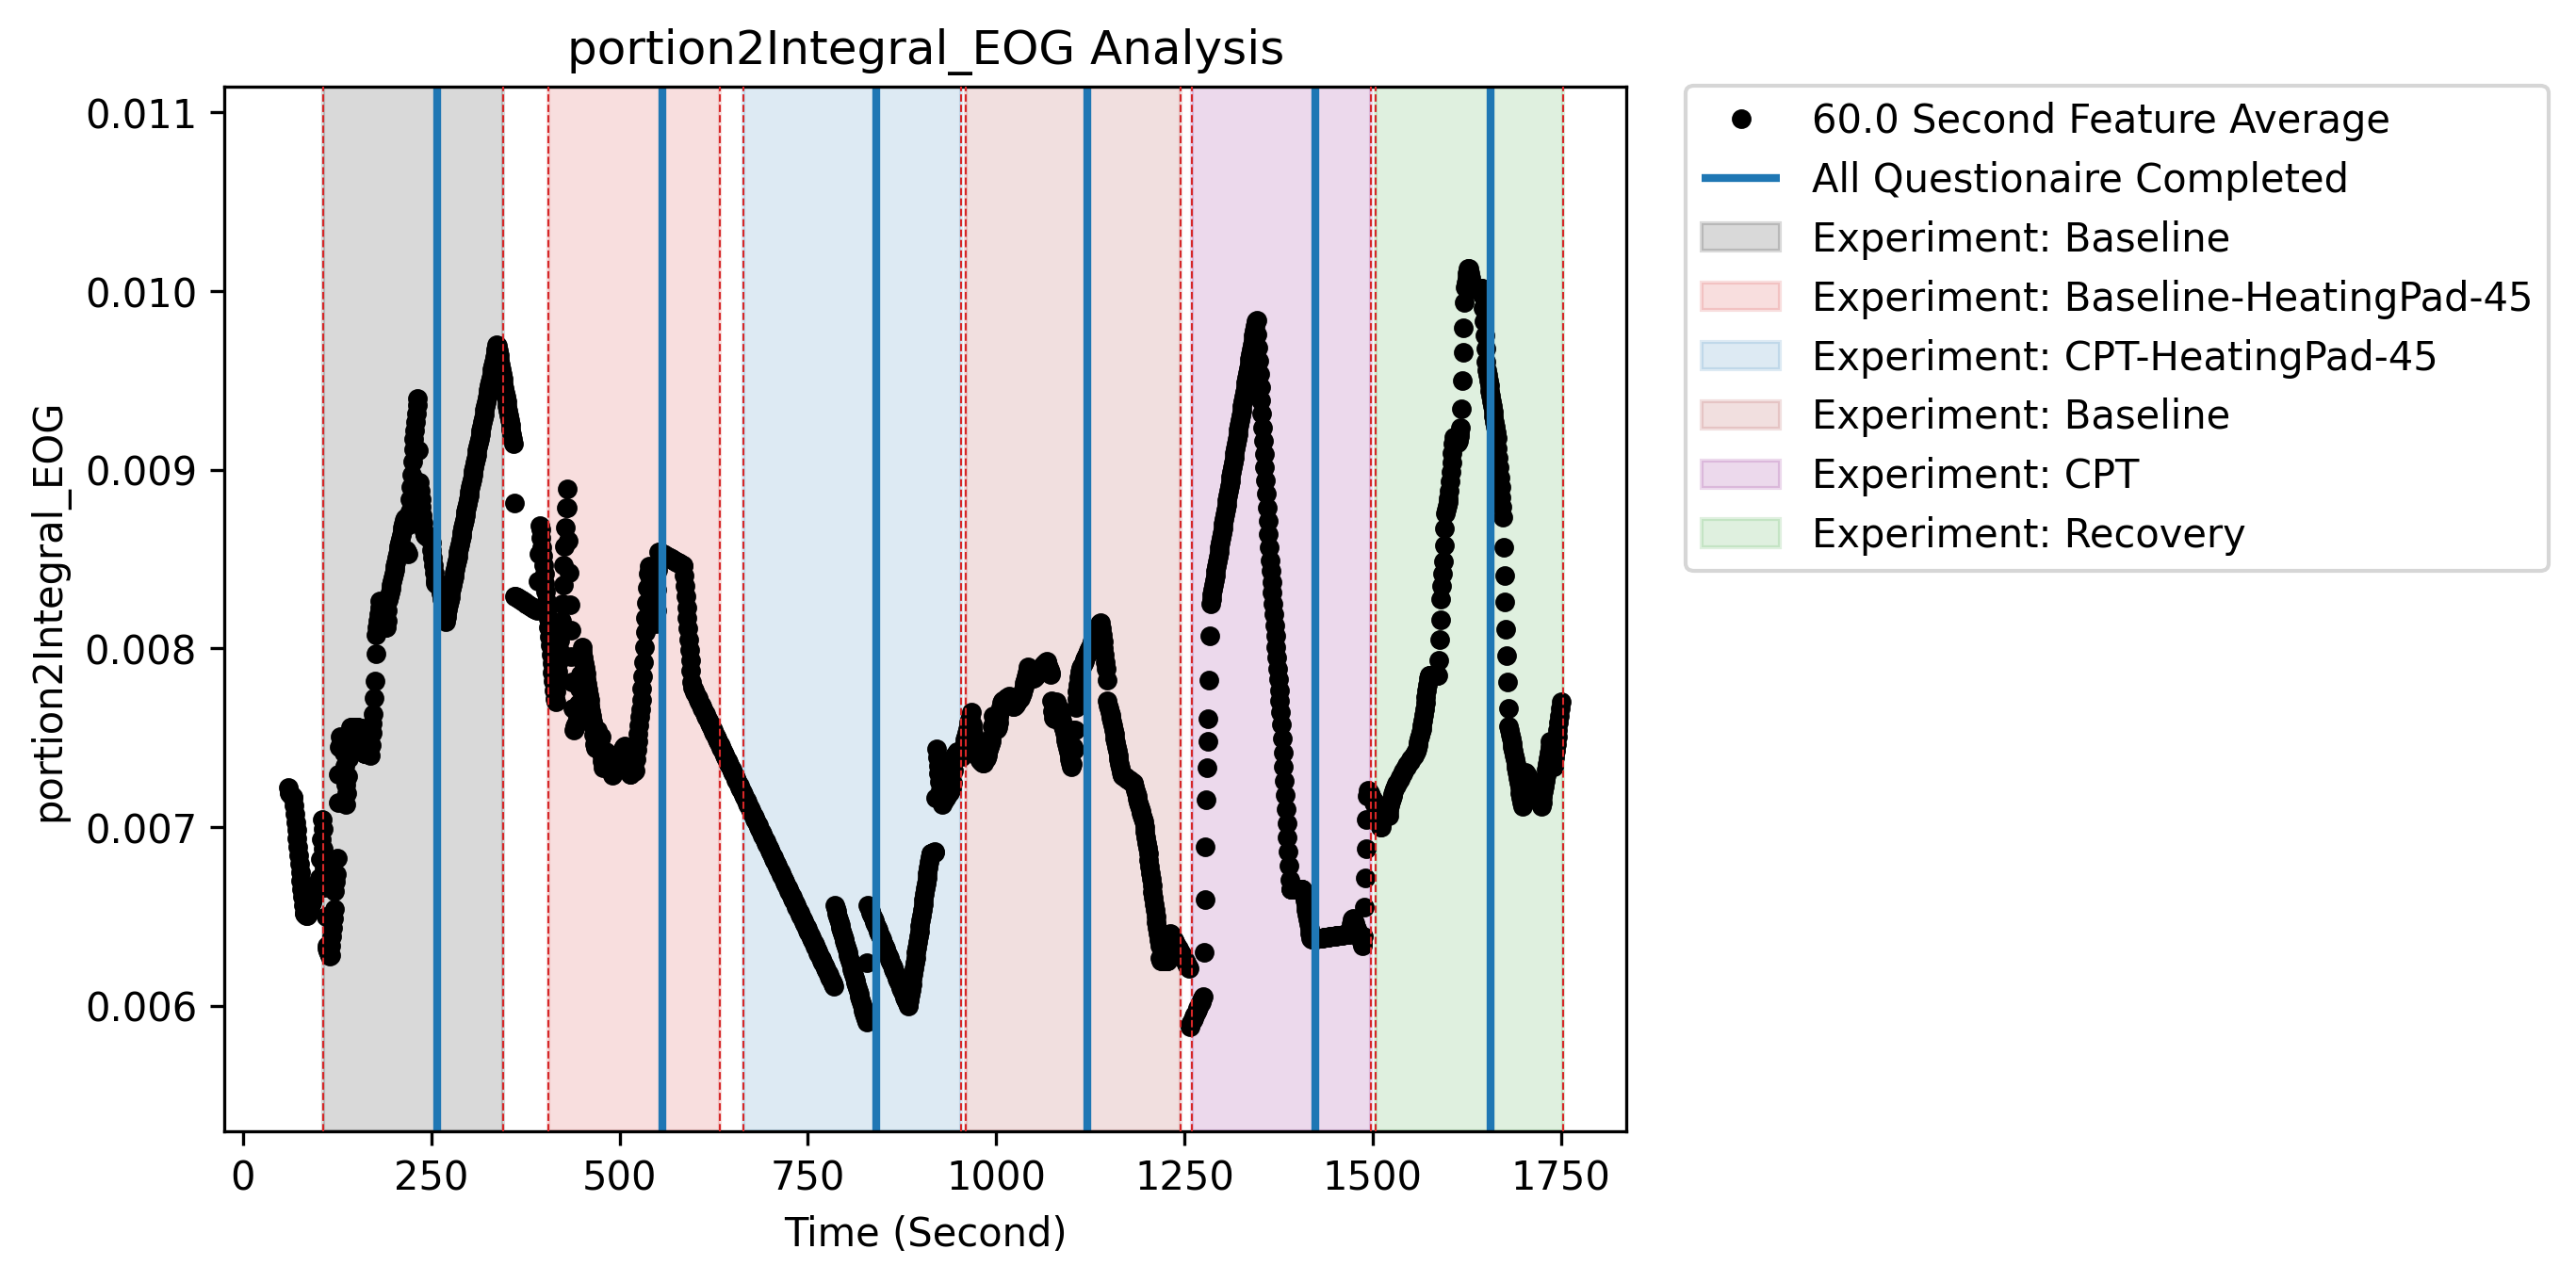 portion2Integral_EOG Analysis
0.011
0.010
0.009
0.008
0.007
0.006
portion2Integral_EOG
0 250 500 750 1000 1250 1500 1750
Time (Second)
60.0 Second Feature Average
All Questionaire Completed
Experiment: Baseline
Experiment: Baseline-HeatingPad-45
Experiment: CPT-HeatingPad-45
Experiment: Baseline
Experiment: CPT
Experiment: Recovery